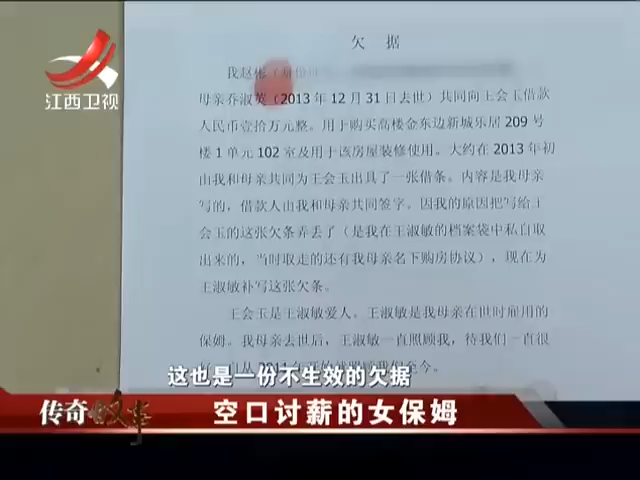 欠 据
我赵彬
母亲乔淑英(2013年12月31日去世)共同向王会玉借款
人民币壹拾万元整。用于购买高楼金东边新城乐居209号
楼1单元102室及用于该房屋装修使用。大约在2013年初
由我和母亲共同为王会玉出具了一张借条。内容是我母亲
写的，借款人由我和母亲共同签字。因我的原因把写给王
会玉的这张欠条弄丢了(是我在王淑敏的档案袋中私自取
出来的，当时取走的还有我母亲名下购房协议)，现在为
王淑敏补写这张欠条。
王会玉是王淑敏爱人。王淑敏是我母亲在世时雇用的
保姆。我母亲去世后，王淑敏一直照顾我，待我们一直很
江西卫视
这也是一份不生效的欠据
传奇故事
空口讨薪的女保姆